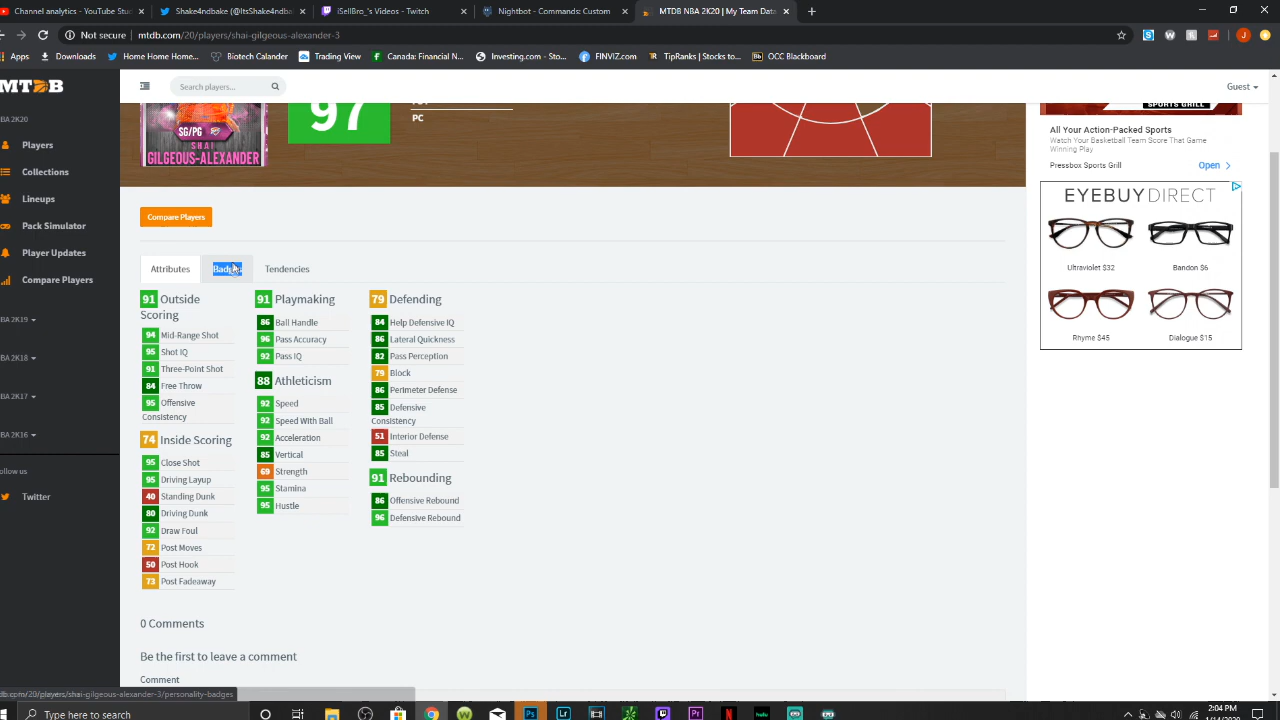 Channel content - YouTube
(1) Twitter
iSellBro_'s Videos - Twitch
Nightbot - Commands: Custom
MTDB NBA 2K20 | My Team Data
Not secure | mtdb.com/20/players/shai-gilgeous-alexander-3
Apps
Downloads
Home Home Home...
Biotech Calender
Trading View
Canada: Financial...
Investing.com - Sto...
FINVIZ.com
TipRanks | Stocks to...
OCC Blackboard
MTDB
Search players...
Guest
BA 2K20
Players
Collections
Lineups
Pack Simulator
Player Updates
Compare Players
BA 2K19
BA 2K18
BA 2K17
BA 2K16
ollow us
Twitter
SG/PG
SHAI
GILGEOUS-ALEXANDER
97
PC
Compare Players
Attributes
Badges
Tendencies
91 Outside
Scoring
94 Mid-Range Shot
95 Shot IQ
91 Three-Point Shot
84 Free Throw
95 Offensive
Consistency
74 Inside Scoring
95 Close Shot
95 Driving Layup
40 Standing Dunk
80 Driving Dunk
92 Draw Foul
72 Post Moves
50 Post Hook
73 Post Fadeaway
91 Playmaking
86 Ball Handle
96 Pass Accuracy
92 Pass IQ
88 Athleticism
92 Speed
92 Speed With Ball
92 Acceleration
85 Vertical
69 Strength
95 Stamina
95 Hustle
79 Defending
84 Help Defensive IQ
86 Lateral Quickness
82 Pass Perception
79 Block
86 Perimeter Defense
85 Defensive
Consistency
51 Interior Defense
85 Steal
91 Rebounding
86 Offensive Rebound
96 Defensive Rebound
0 Comments
Be the first to leave a comment
Comment
SPORTS GRILL
All Your Action-Packed Sports
Watch Your Basketball Team Score That Game
Winning Play
Pressbox Sports Grill
Open
EYEBUYDIRECT
Ultraviolet $32
Bandon $6
Rhyme $45
Dialogue $15
db.com/20/players/shai-gilgeous-alexander-3/personality-badges
Type here to search
hulu
2:04 PM
1/14/2020